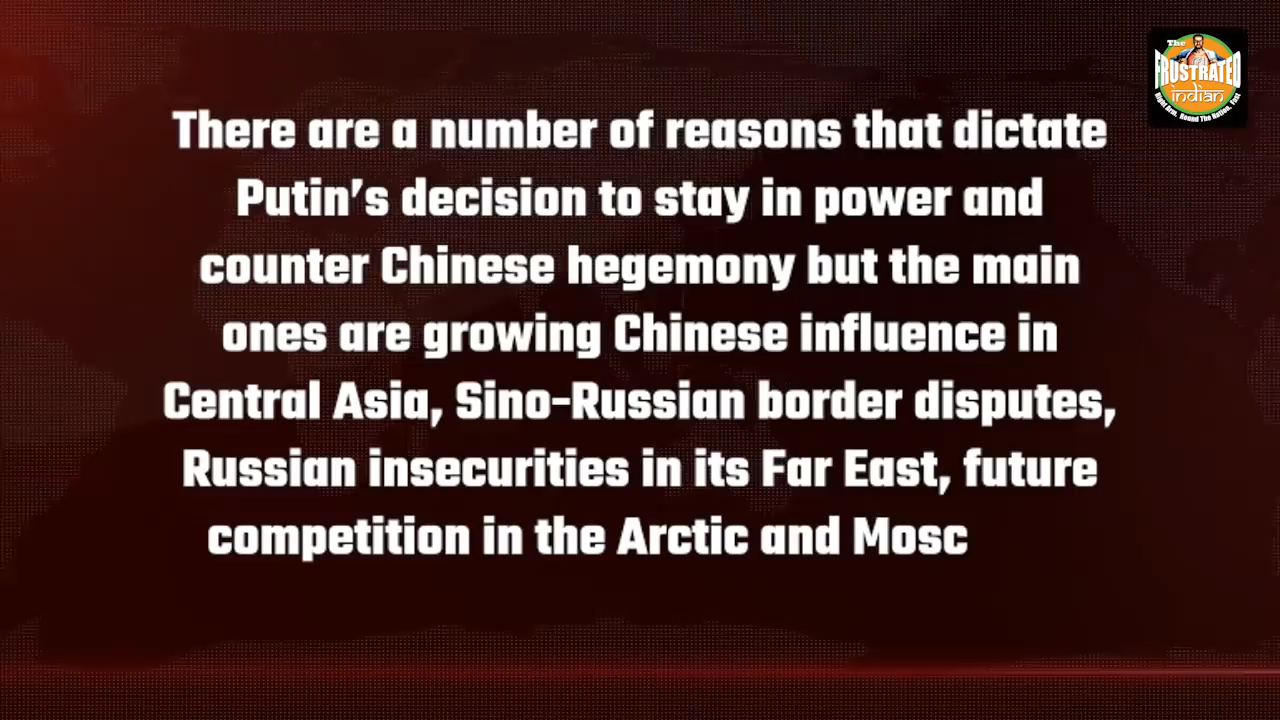 The
FRUSTRATED
indian
There are a number of reasons that dictate
Putin's decision to stay in power and
counter Chinese hegemony but the main
ones are growing Chinese influence in
Central Asia, Sino-Russian border disputes,
Russian insecurities in its Far East, future
competition in the Arctic and Mosc